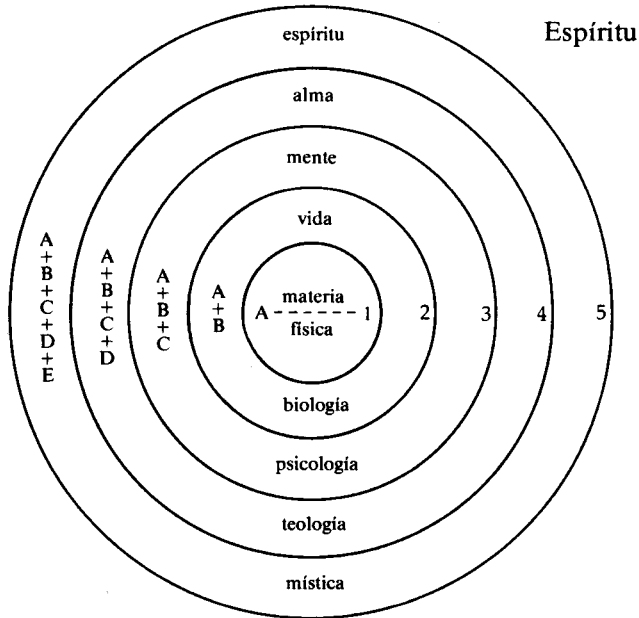 espíritu
Espíritu
alma
mente
vida
A+B+C+D+E
A+B+C+D
A+B+C
A+B
A
materia
física
1
2
3
4
5
biología
psicología
teología
mística